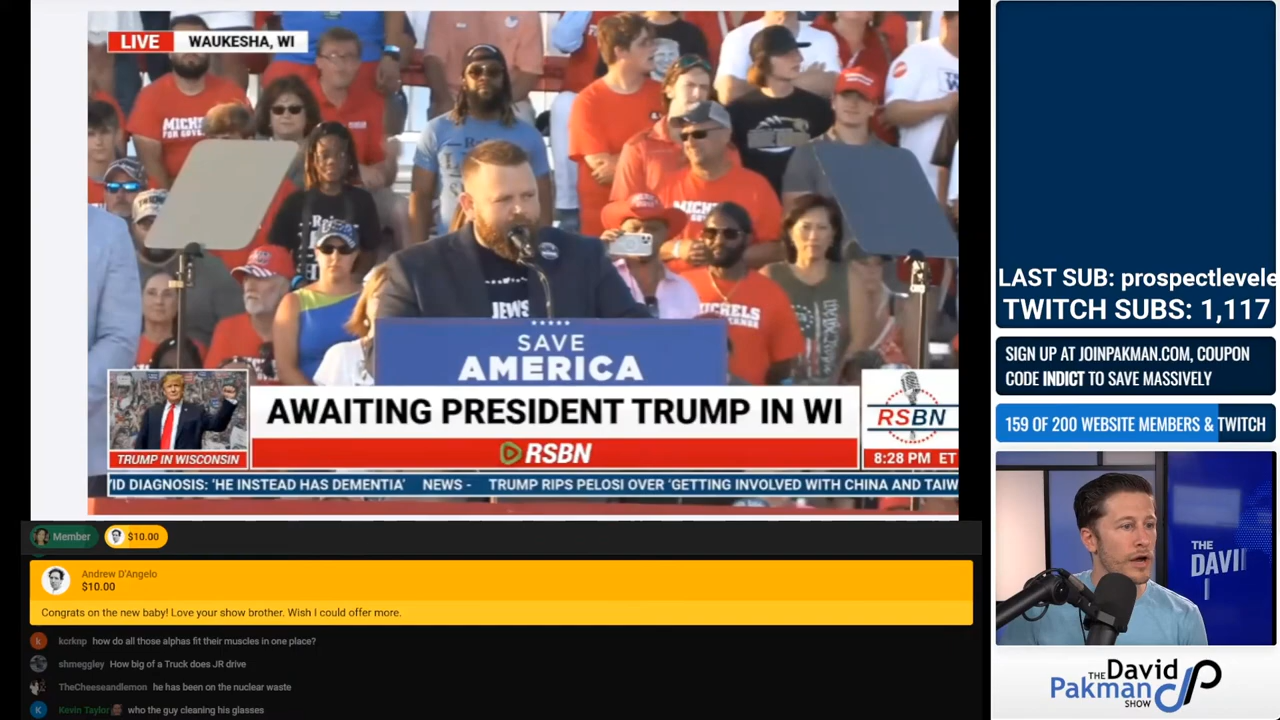 LIVE WAUKESHA, WI
JEWS
SAVE
AMERICA
AWAITING PRESIDENT TRUMP IN WI
RSBN
TRUMP IN WISCONSIN
RSBN
8:28 PM ET
'ID DIAGNOSIS: 'HE INSTEAD HAS DEMENTIA' NEWS - TRUMP RIPS PELOSI OVER 'GETTING INVOLVED WITH CHINA AND TAIW
Member $10.00
Andrew D'Angelo
$10.00
Congrats on the new baby! Love your show brother. Wish I could offer more.
kcrknp how do all those alphas fit their muscles in one place?
shmeggley How big of a Truck does JR drive
TheCheeseandlemon he has been on the nuclear waste
K Kevin Taylor who the guy cleaning his glasses
LAST SUB: prospectlevele
TWITCH SUBS: 1,117
SIGN UP AT JOINPAKMAN.COM, COUPON
CODE INDICT TO SAVE MASSIVELY
159 OF 200 WEBSITE MEMBERS & TWITCH
THE
DAVI
THE David
Pakman
SHOW